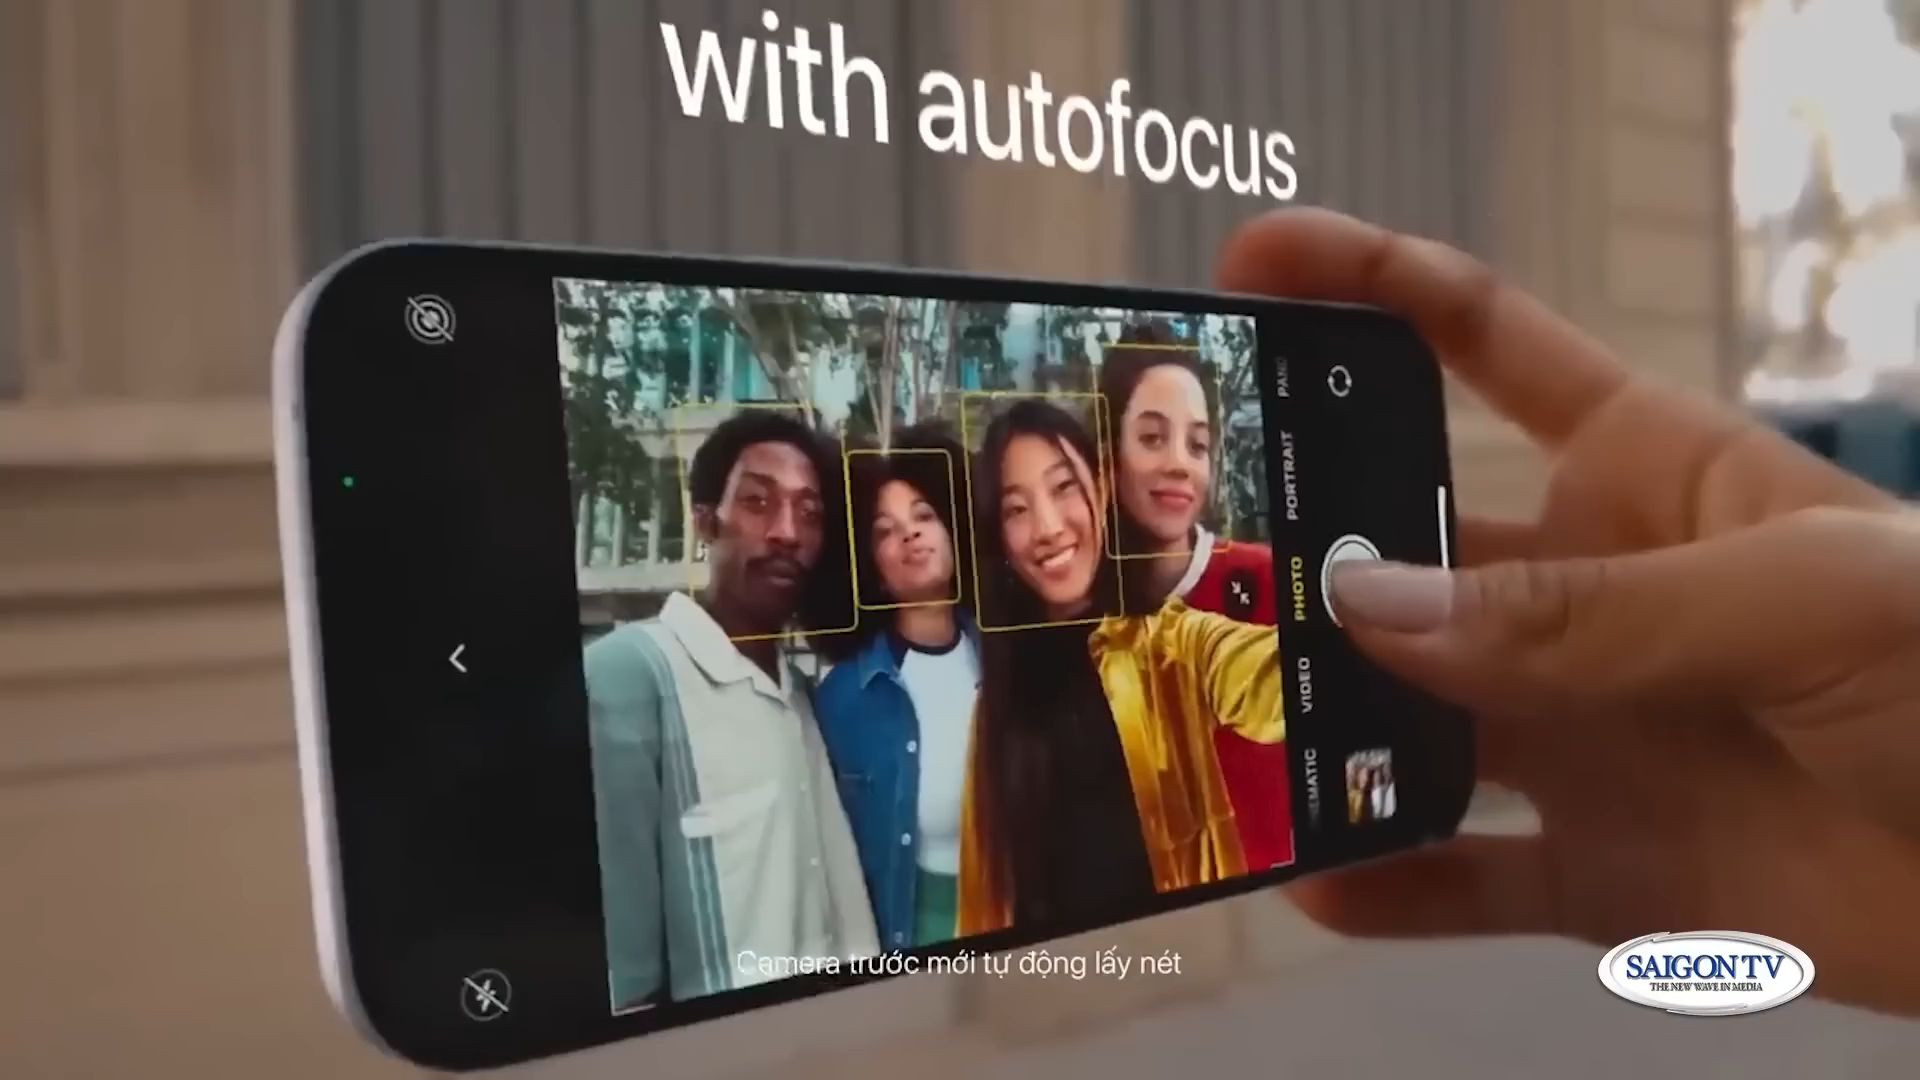 with autofocus
PANO
PORTRAIT
PHOTO
VIDEO
Camera trước mới tự động lấy nét
SAIGON TV
THE NEW WAVE IN MEDIA